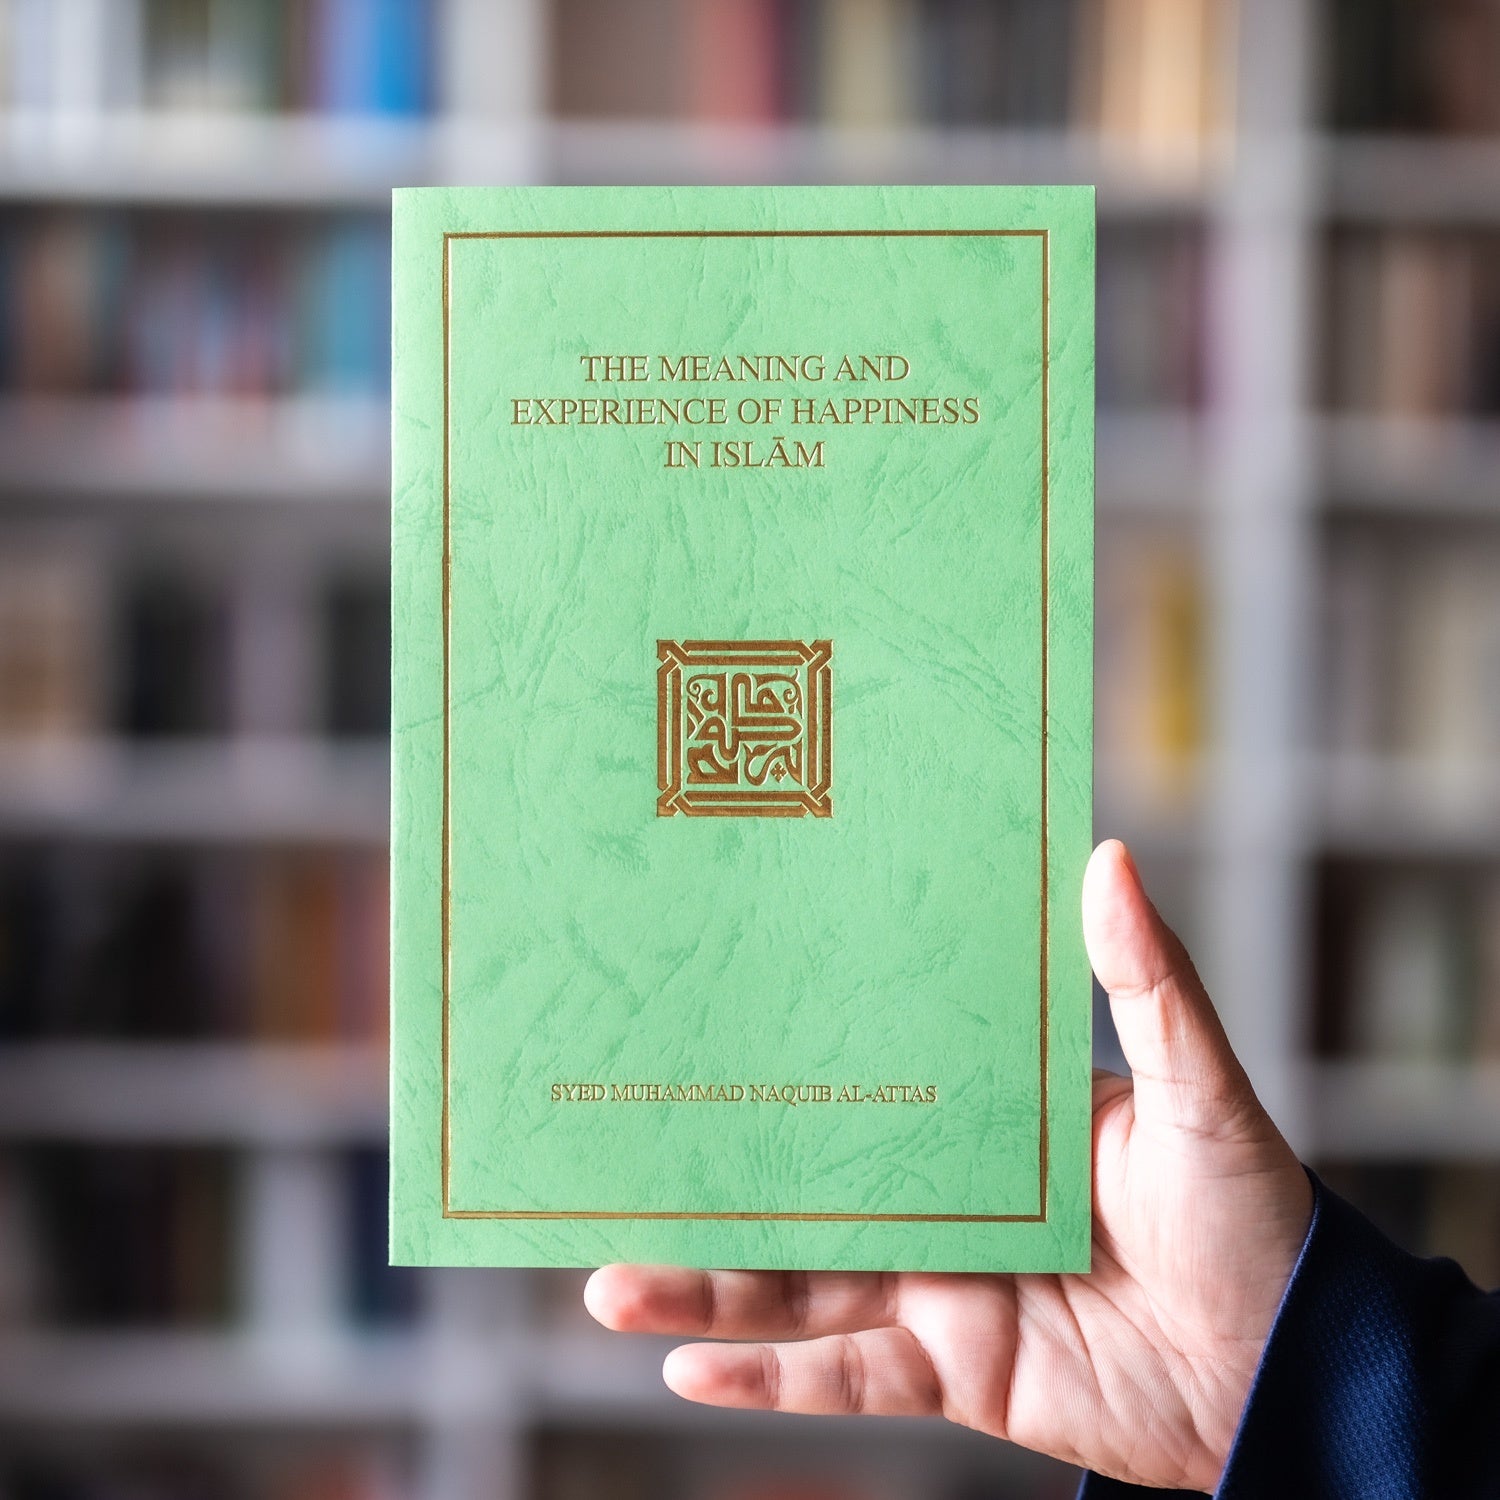 THE MEANING AND
EXPERIENCE OF HAPPINESS
IN ISLĀM
SYED MUHAMMAD NAQUIB AL-ATTAS